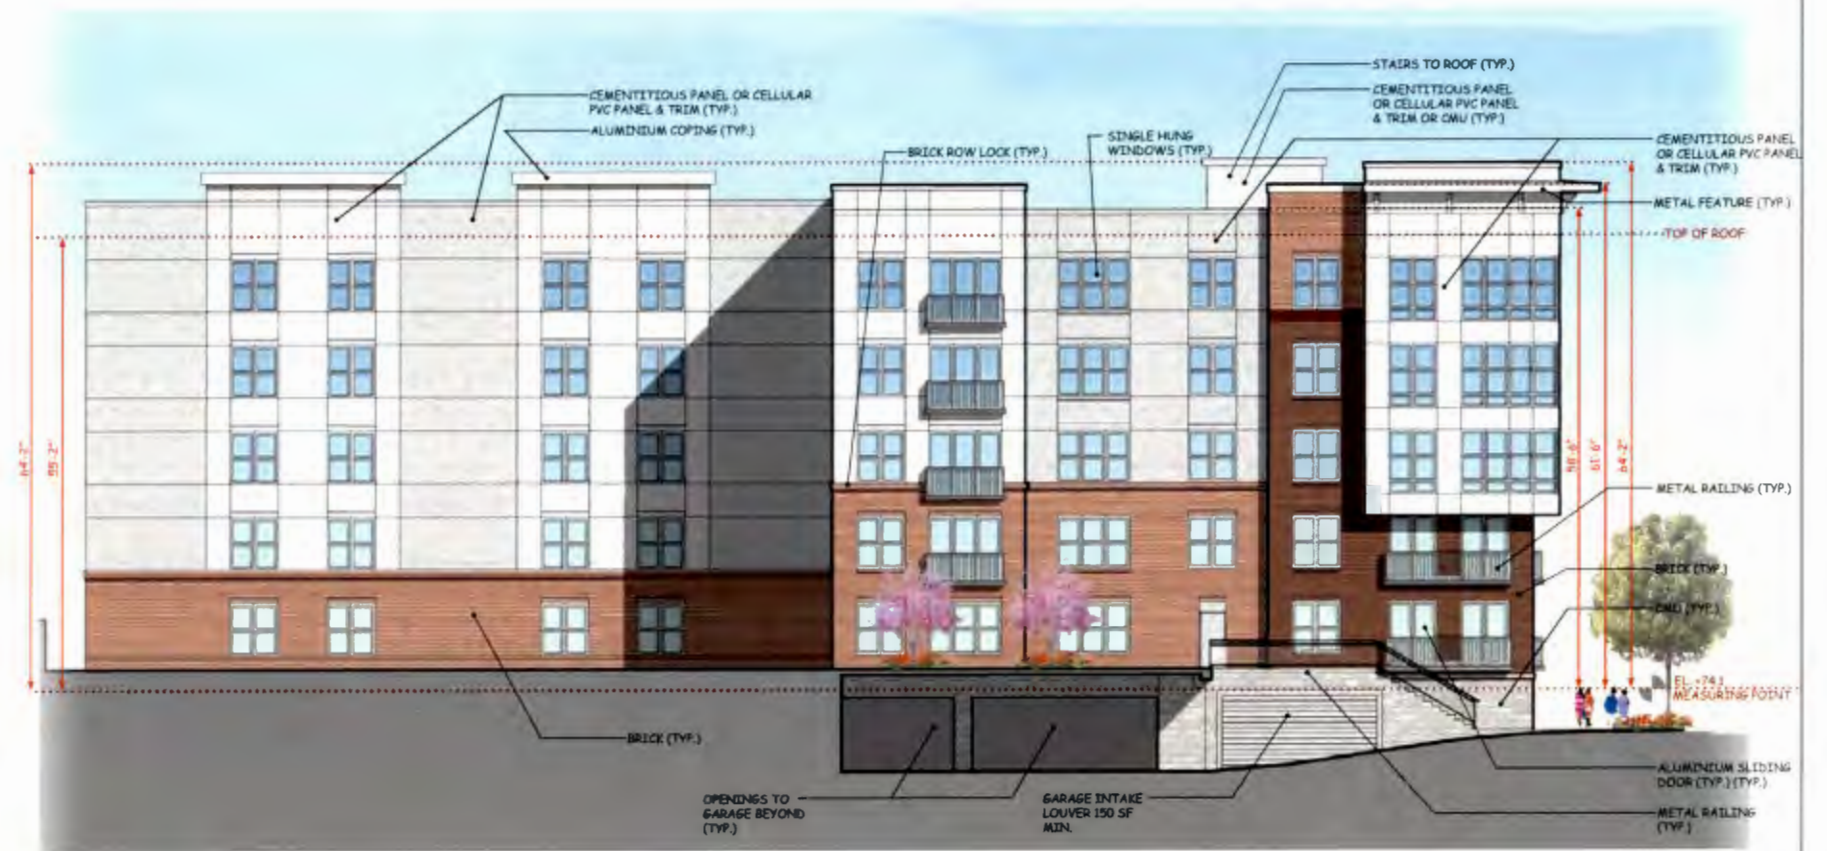 STAIRS TO ROOF (TYP.)
CEMENTITIOUS PANEL
OR CELLULAR PVC PANEL
& TRIM OR CMU (TYP.)
CEMENTITIOUS PANEL OR CELLULAR
PVC PANEL & TRIM (TYP.)
ALUMINIUM COPING (TYP.)
BRICK ROW LOCK (TYP.)
SINGLE HUNG
WINDOWS (TYP.)
CEMENTITIOUS PANEL
OR CELLULAR PVC PANEL
& TRIM (TYP.)
METAL FEATURE (TYP.)
TOP OF ROOF
64'-2"
55'-2"
58'-6"
61'-6"
64'-2"
METAL RAILING (TYP.)
BRICK (TYP.)
CMU (TYP.)
EL. +74.1
MEASURING POINT
BRICK (TYP.)
ALUMINIUM SLIDING
DOOR (TYP.) (TYP.)
OPENINGS TO
GARAGE BEYOND
(TYP.)
GARAGE INTAKE
LOUVER 150 SF
MIN.
METAL RAILING
(TYP.)